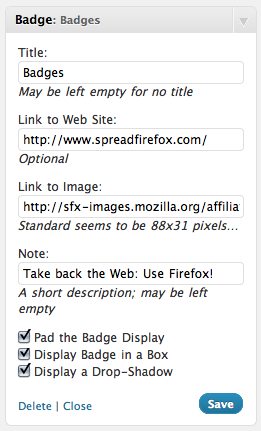 Badge: Badges
Title:
Badges
May be left empty for no title
Link to Web Site:
http://www.spreadfirefox.com/
Optional
Link to Image:
http://sfx-images.mozilla.org/affilia
Standard seems to be 88x31 pixels...
Note:
Take back the Web: Use Firefox!
A short description; may be left
empty
Pad the Badge Display
Display Badge in a Box
Display a Drop-Shadow
Delete | Close Save